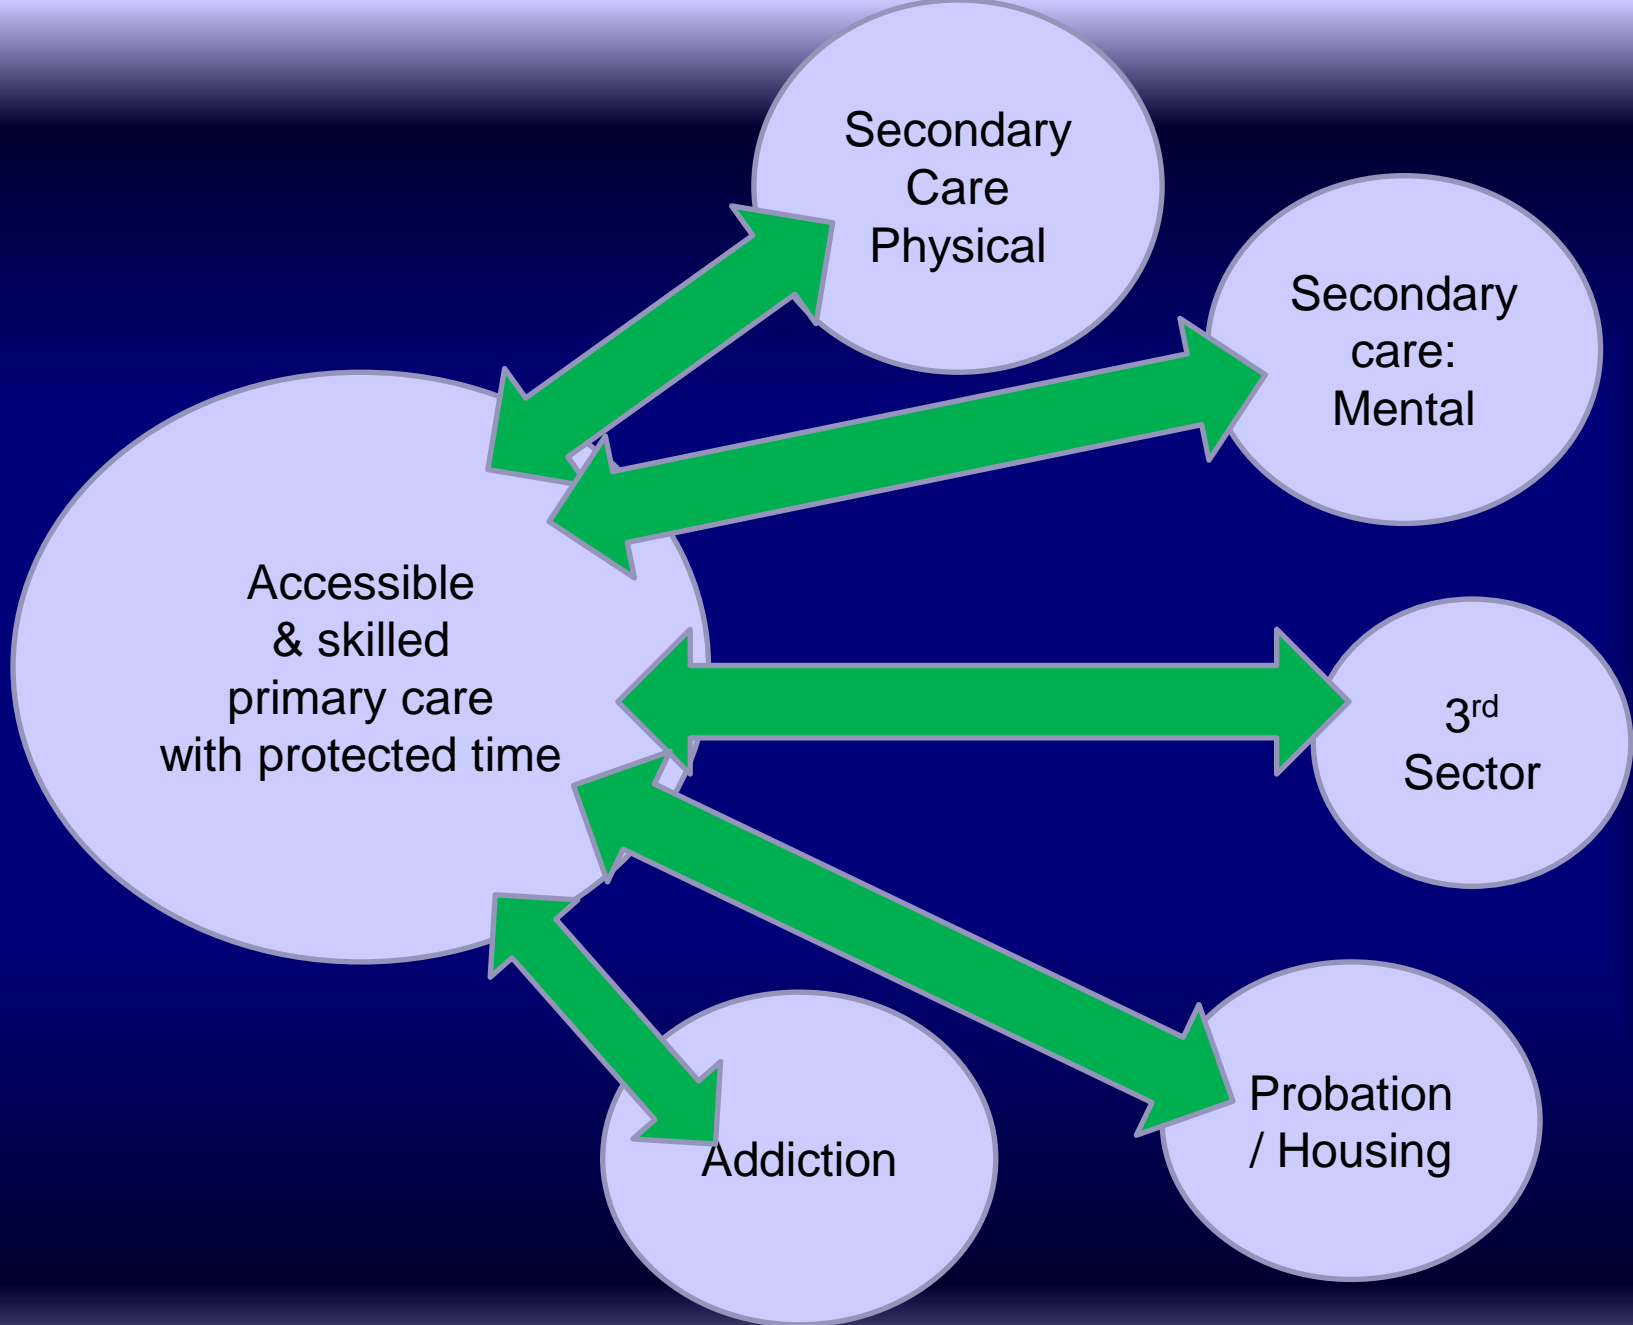 Secondary
Care
Physical
Secondary
care:
Mental
Accessible
& skilled
primary care
with protected time
3rd
Sector
Probation
/ Housing
Addiction